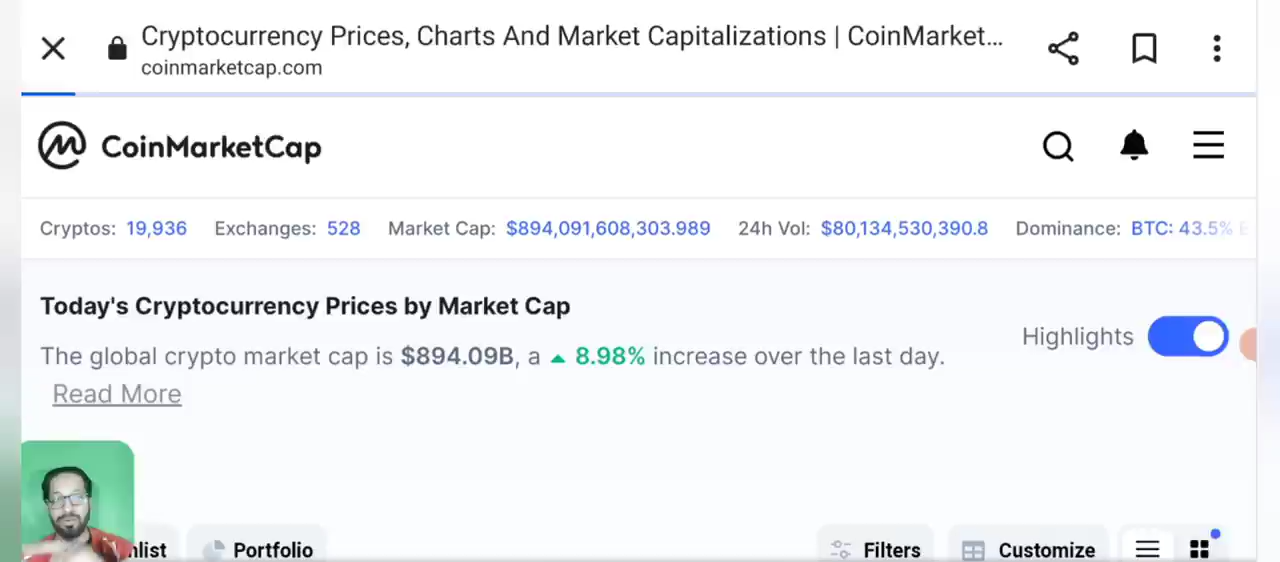 Cryptocurrency Prices, Charts And Market Capitalizations | CoinMarket...
coinmarketcap.com
CoinMarketCap
Cryptos: 19,936 Exchanges: 528 Market Cap: $894,091,608,303.989 24h Vol: $80,134,530,390.8 Dominance: BTC: 43.5%
Today's Cryptocurrency Prices by Market Cap
Highlights
The global crypto market cap is $894.09B, a 8.98% increase over the last day.
Read More
Portfolio Filters Customize